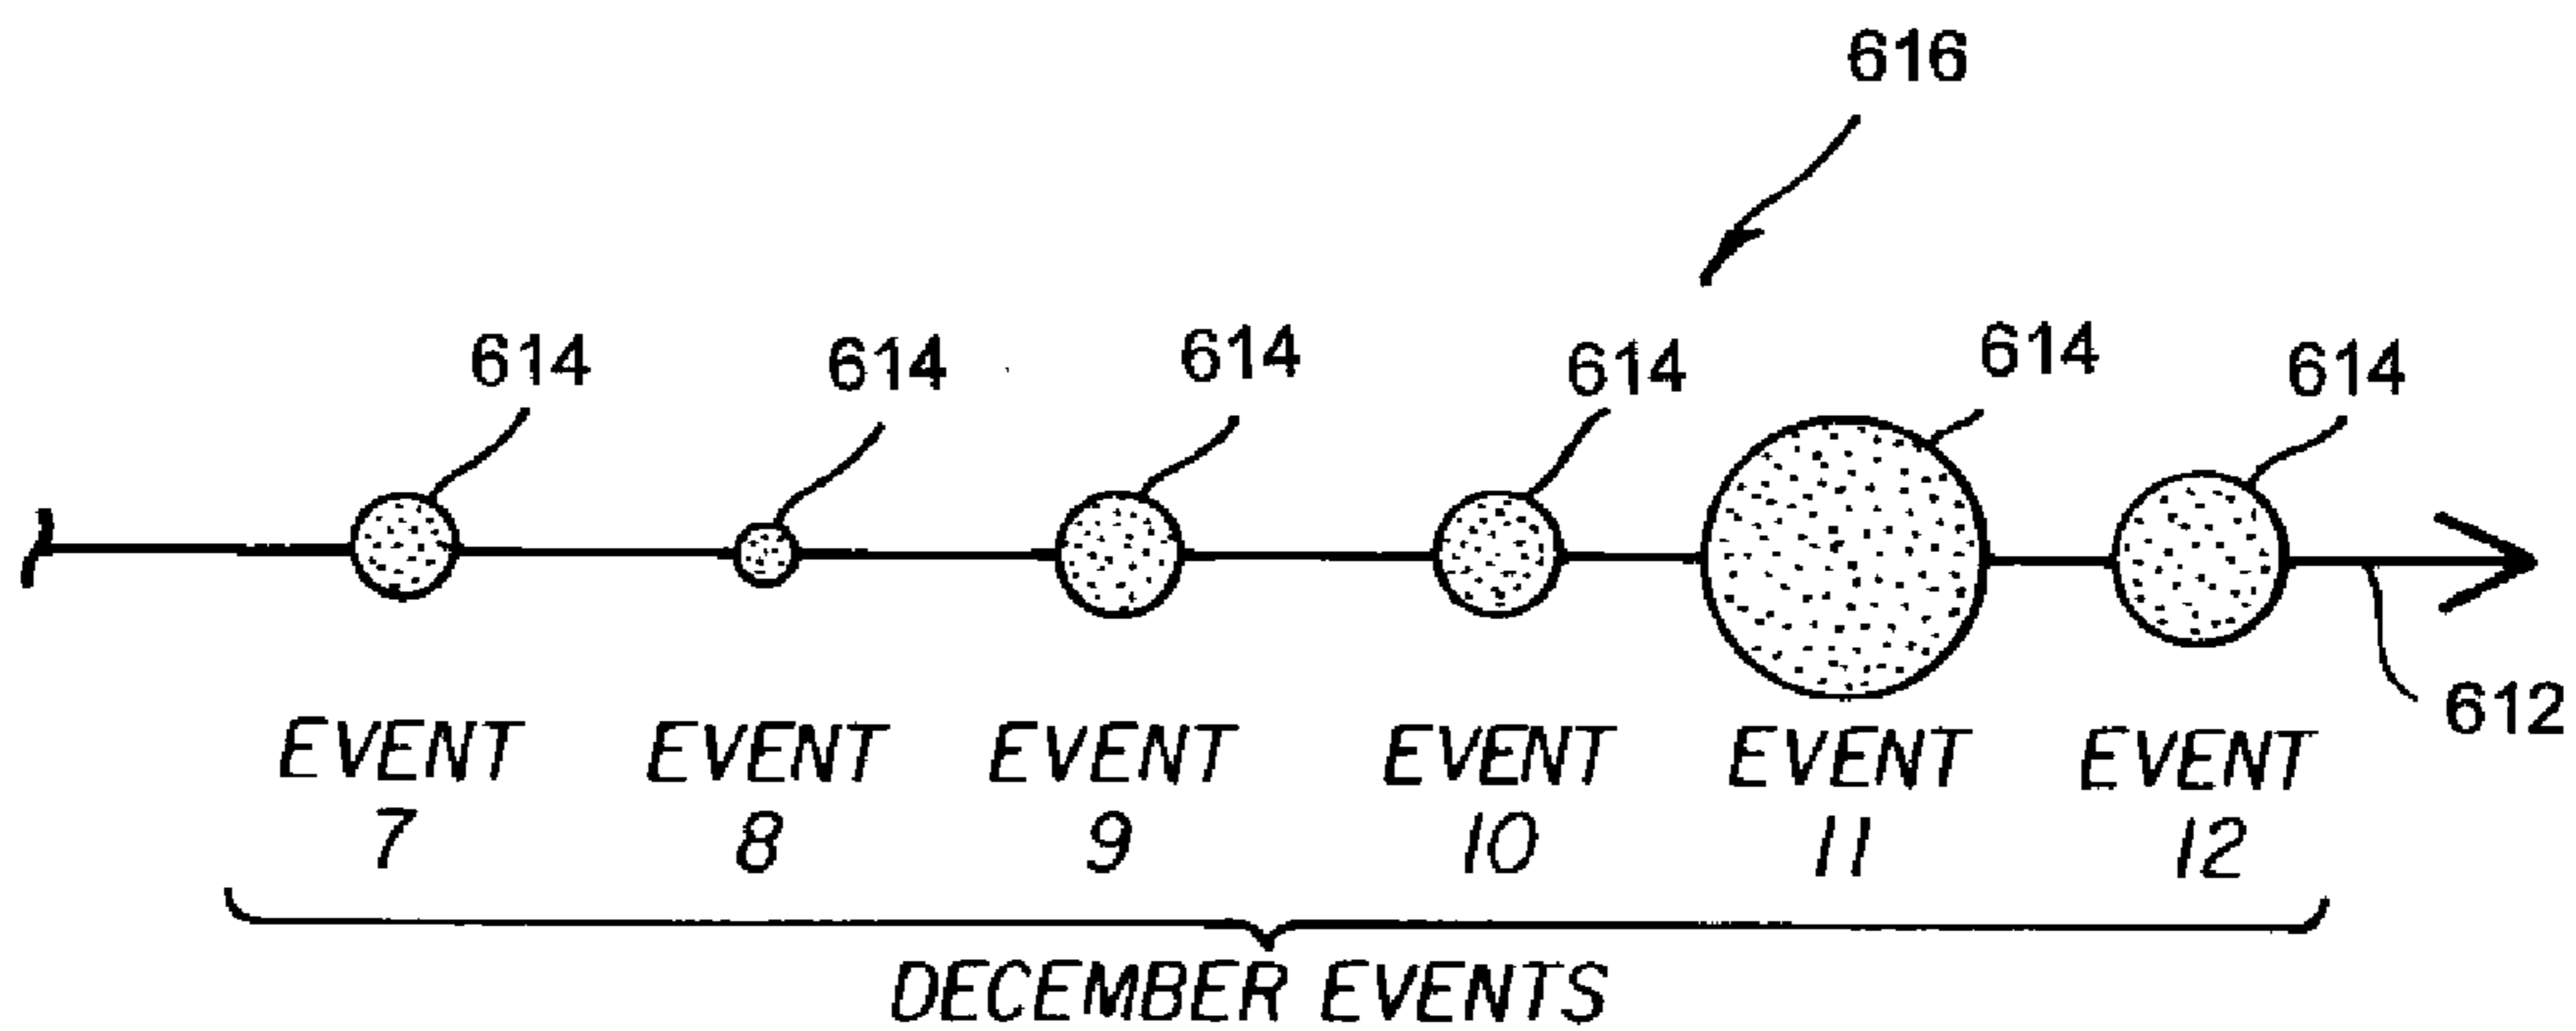 616
614 614 614 614 614 614
612
EVENT EVENT EVENT EVENT EVENT EVENT
7 8 9 10 11 12
DECEMBER EVENTS